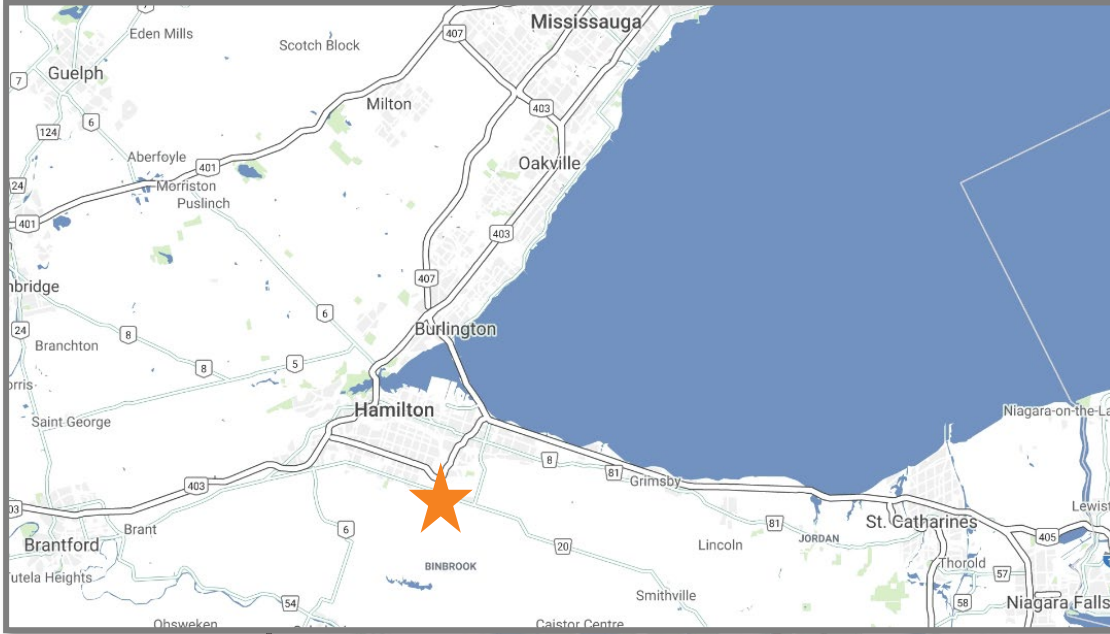 Mississauga
Eden Mills
407
Scotch Block
Guelph
7
Milton
403
6
124
Aberfoyle
401
Oakville
Morriston
24
Puslinch
401
403
407
nbridge
6
Burlington
24
8
Branchton
5
8
orris
Hamilton
Niagara-on-the-La
Saint George
8
81
Grimsby
403
03
Lewist
St. Catharines
81
6
Brant
405
Lincoln
JORDAN
Brantford
20
Thorold
BINBROOK
57
Tutela Heights
Smithville
54
58
Niagara Falls
Ohsweken
Caistor Centre